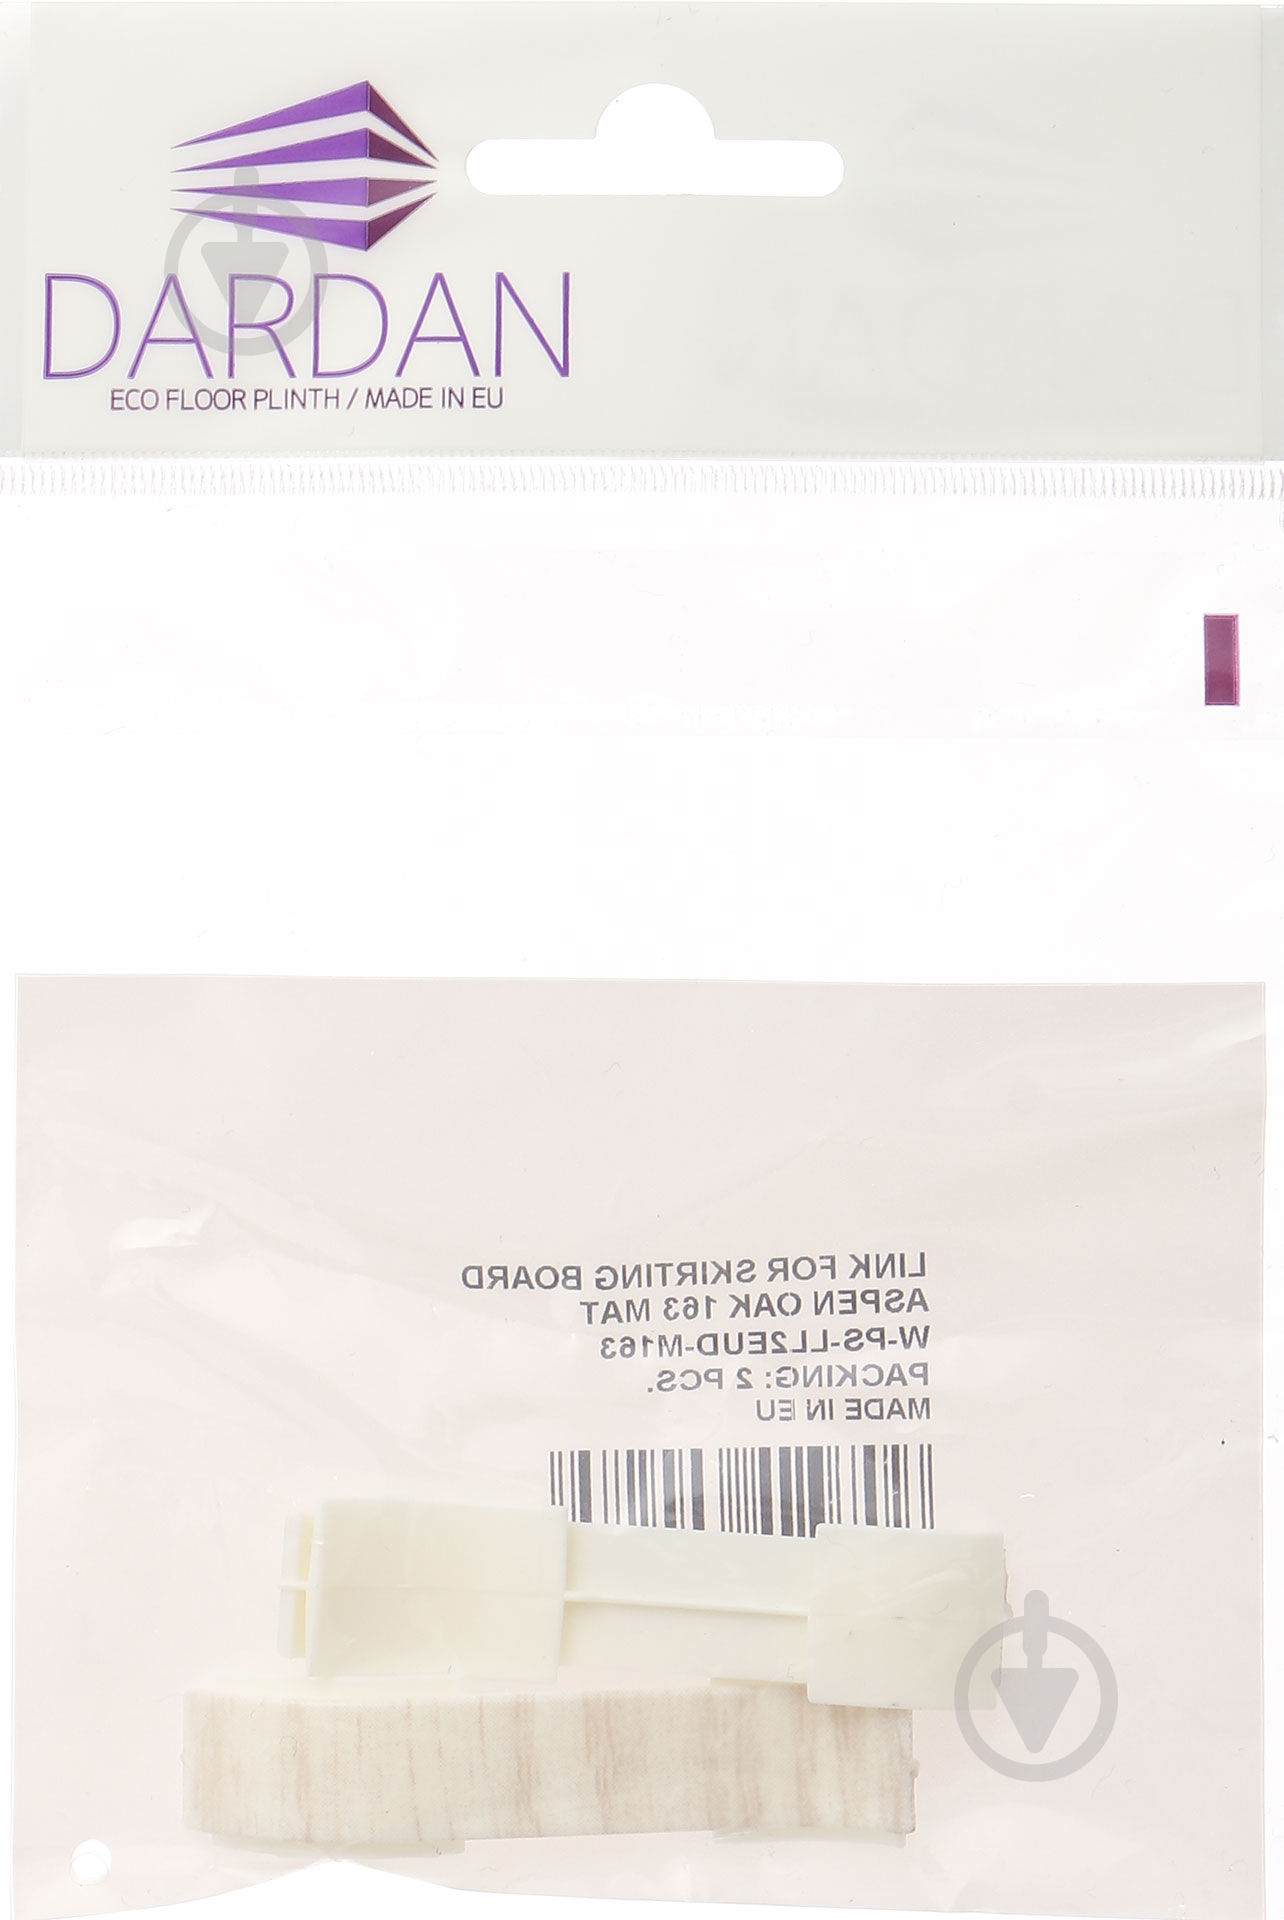 DARDAN
ECO FLOOR PLINTH / MADE IN EU
LINK FOR SKIRTING BOARD
ASPEN OAK 163 MAT
W-PS-LL2EUD-M163
PACKING: 2 PCS.
MADE IN EU